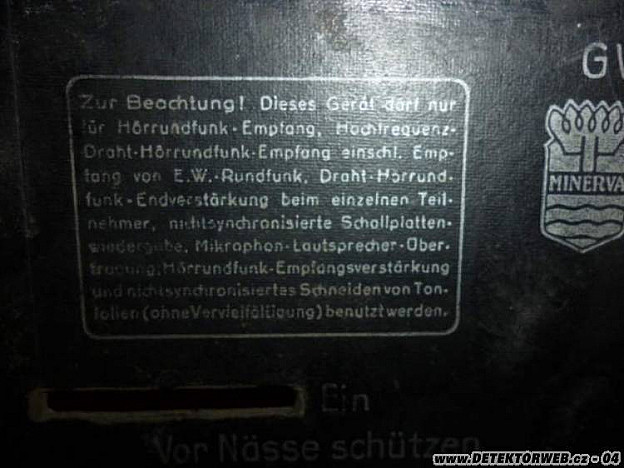 GW
Zur Beachtung! Dieses Gerät darf nur
für Hörrundfunk-Empfang, Hochfrequenz-
Draht-Hörrundfunk-Empfang einschl. Emp-
fang von E.W.-Rundfunk, Draht-Hörrund-
funk-Endverstärkung beim einzelnen Teil-
nehmer, nichtsynchronisierte Schallplatten-
wiedergabe, Mikrophon-Lautsprecher-Über-
tragung, Hörrundfunk-Empfangsverstärkung
und nichtsynchronisiertes Schneiden von Ton-
folien (ohne Vervielfältigung) benutzt werden.
MINERVA
Ein
Vor Nässe schützen
www.DETEKTORWEB.cz - 04